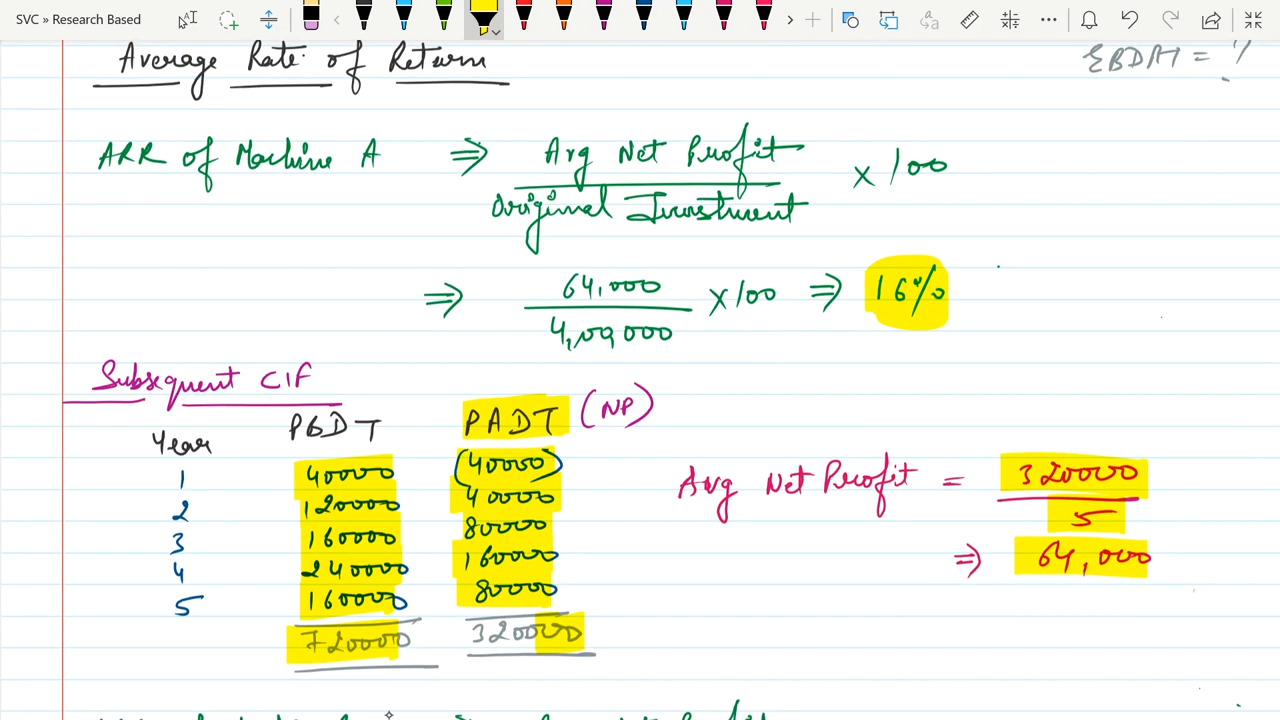 SVC » Research Based
Average Rate of Return
EBDAT = ?
ARR of Machine A ⇒ Avg Net Profit × 100
Original Investment
⇒ 64,000 × 100 ⇒ 16%
4,00,000
Subsequent CIF
Year PBDT PADT (NP)
1 40000 (40000)
2 120000 40000
3 160000 80000
4 240000 160000
5 160000 80000
720000 320000
Avg Net Profit = 320000
5
⇒ 64,000